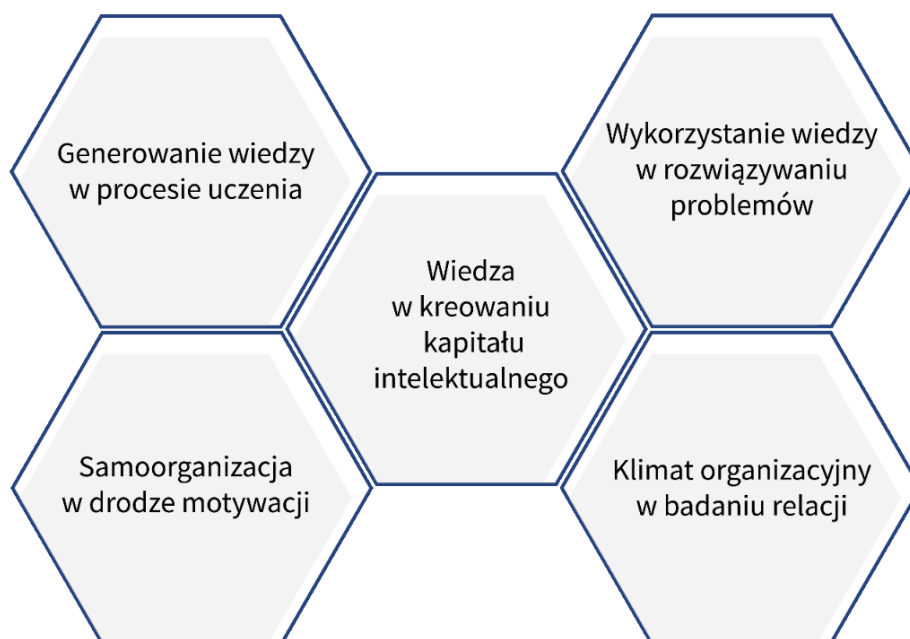 Generowanie wiedzy
w procesie uczenia
Wykorzystanie wiedzy
w rozwiązywaniu
problemów
Wiedza
w kreowaniu
kapitału
intelektualnego
Samoorganizacja
w drodze motywacji
Klimat organizacyjny
w badaniu relacji